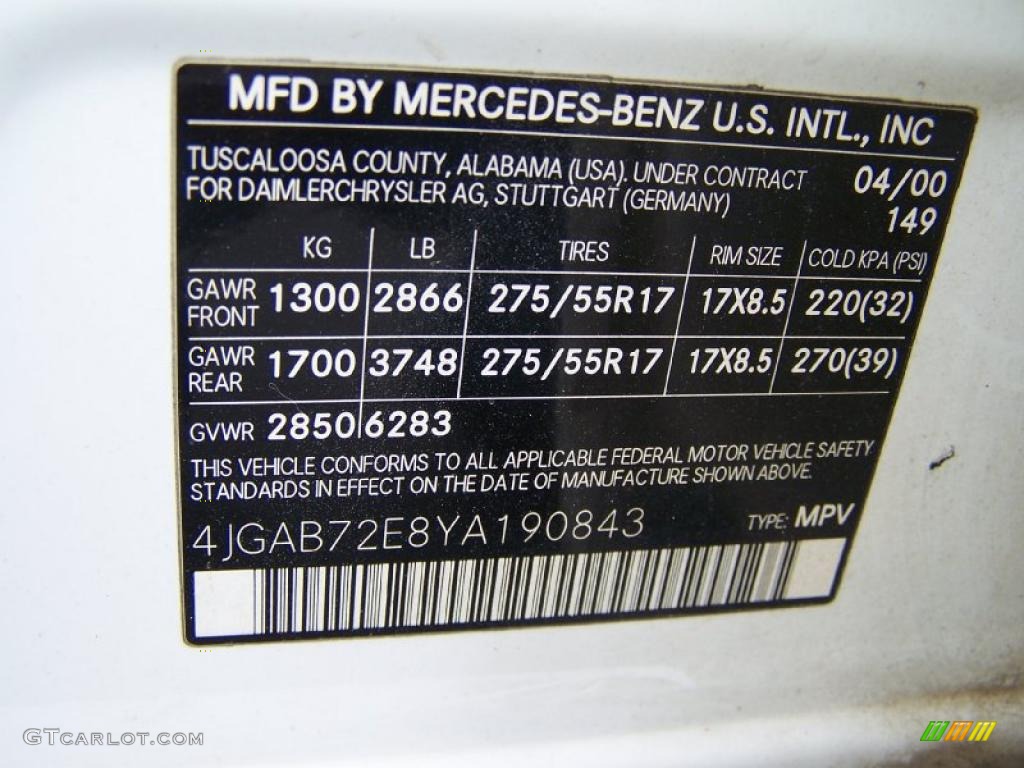 MFD BY MERCEDES-BENZ U.S. INTL., INC
TUSCALOOSA COUNTY, ALABAMA (USA). UNDER CONTRACT
FOR DAIMLERCHRYSLER AG, STUTTGART (GERMANY)
04/00
149
KG LB TIRES RIM SIZE COLD KPA (PSI)
GAWR FRONT 1300 2866 275/55R17 17X8.5 220(32)
GAWR REAR 1700 3748 275/55R17 17X8.5 270(39)
GVWR 2850 6283
THIS VEHICLE CONFORMS TO ALL APPLICABLE FEDERAL MOTOR VEHICLE SAFETY
STANDARDS IN EFFECT ON THE DATE OF MANUFACTURE SHOWN ABOVE.
4JGAB72E8YA190843 TYPE: MPV
GTCARLOT.COM